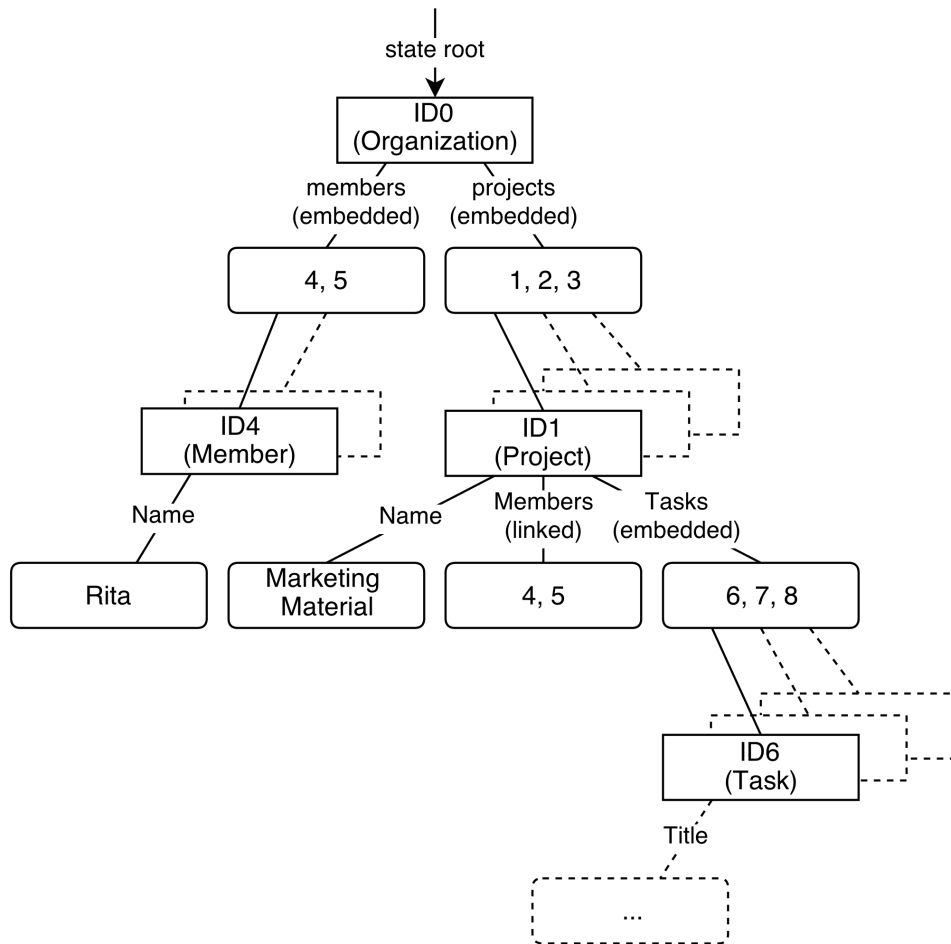 state root
ID0
(Organization)
members
(embedded)
projects
(embedded)
4, 5
1, 2, 3
ID4
(Member)
ID1
(Project)
Name
Name
Members
(linked)
Tasks
(embedded)
Rita
Marketing
Material
4, 5
6, 7, 8
ID6
(Task)
Title
...